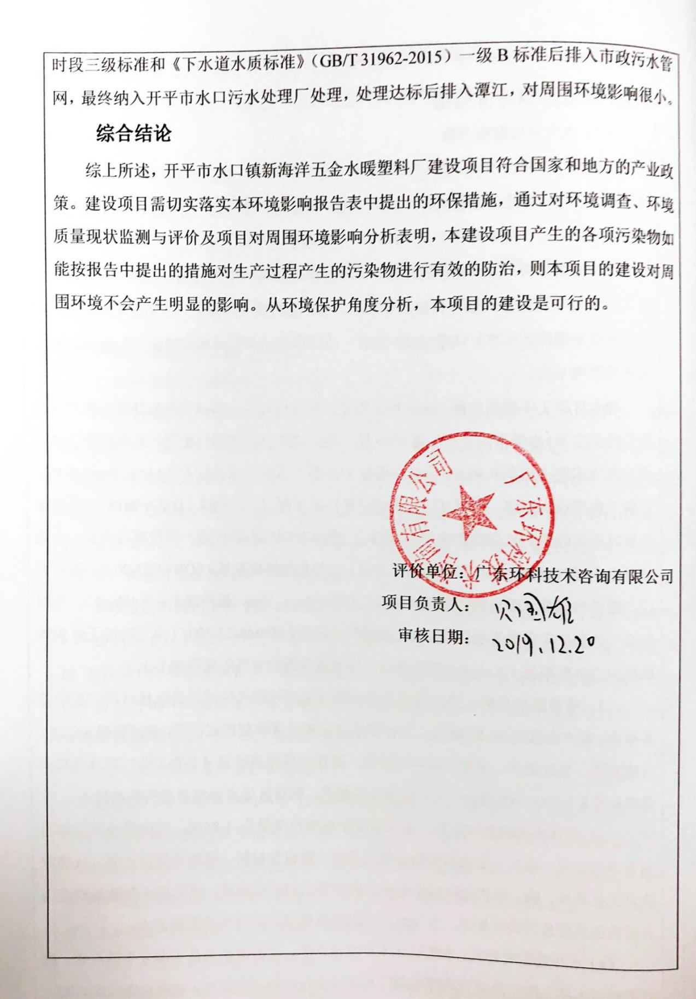 时段三级标准和《下水道水质标准》（GB/T 31962-2015）一级 B 标准后排入市政污水管
网，最终纳入开平市水口污水处理厂处理，处理达标后排入潭江，对周围环境影响很小。
综合结论
综上所述，开平市水口镇新海洋五金水暖塑料厂建设项目符合国家和地方的产业政
策。建设项目需切实落实本环境影响报告表中提出的环保措施，通过对环境调查、环境
质量现状监测与评价及项目对周围环境影响分析表明，本建设项目产生的各项污染物如
能按报告中提出的措施对生产过程产生的污染物进行有效的防治，则本项目的建设对周
围环境不会产生明显的影响。从环境保护角度分析，本项目的建设是可行的。
广东环科技术咨询有限公司
评价单位：广东环科技术咨询有限公司
项目负责人：贝国雄
审核日期：2019.12.20